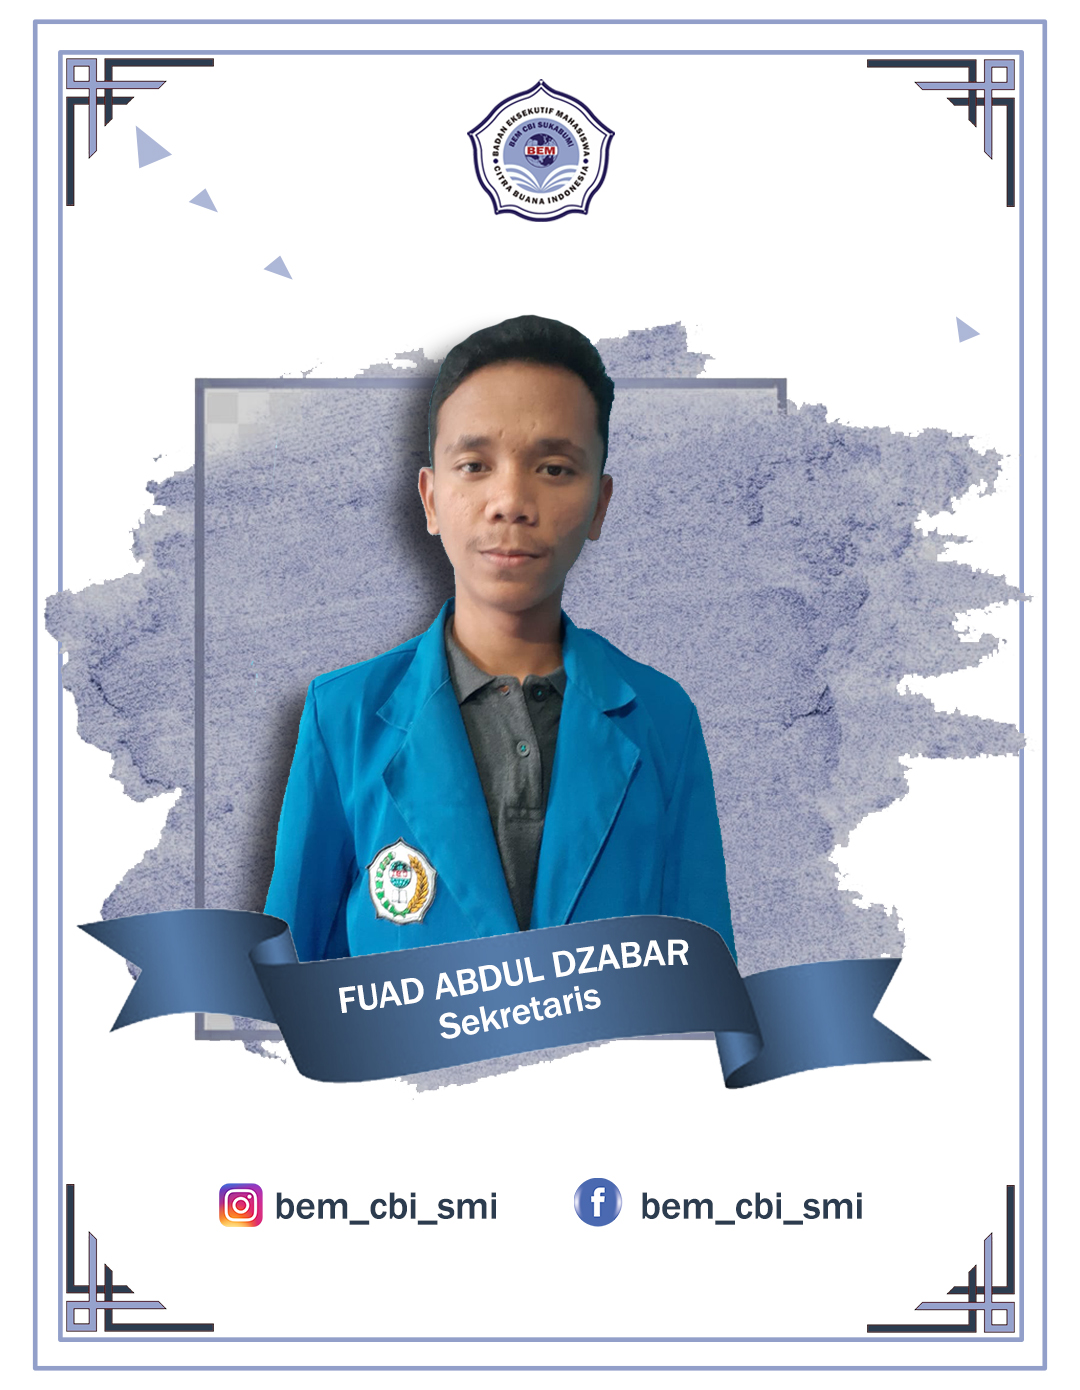 BADAN EKSEKUTIF MAHASISWA
BEM CBI SUKABUMI
BEM
CITRA BUANA INDONESIA
FUAD ABDUL DZABAR
Sekretaris
bem_cbi_smi
bem_cbi_smi